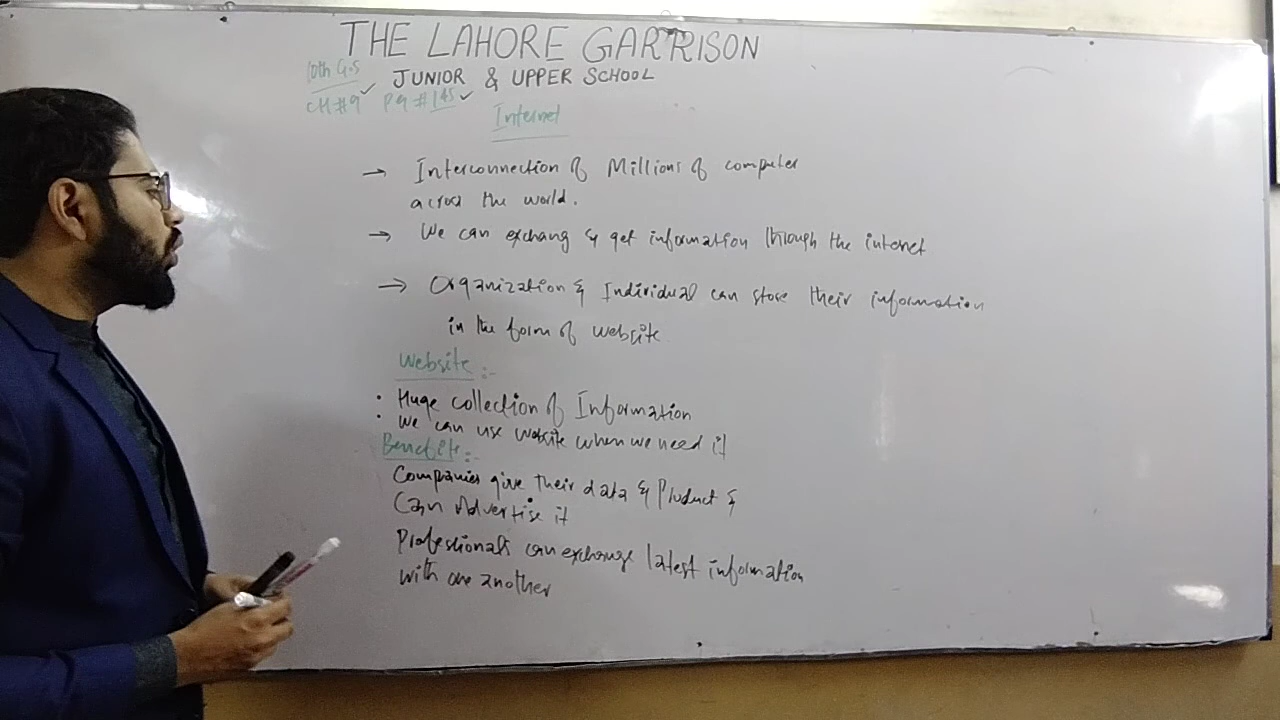 THE LAHORE GARRISON
JUNIOR & UPPER SCHOOL
10th G.S
CH #9 Pg #145
Internet
→ Interconnection of Millions of computer
across the world.
→ We can exchang & get information through the internet
→ Organization & Individual can store their information
in the form of website.
Website :-
• Huge collection of Information
• We can use website when we need it
Benefits :-
Companies give their data & Product &
Can Advertise it
Professionals can exchange latest information
with one another